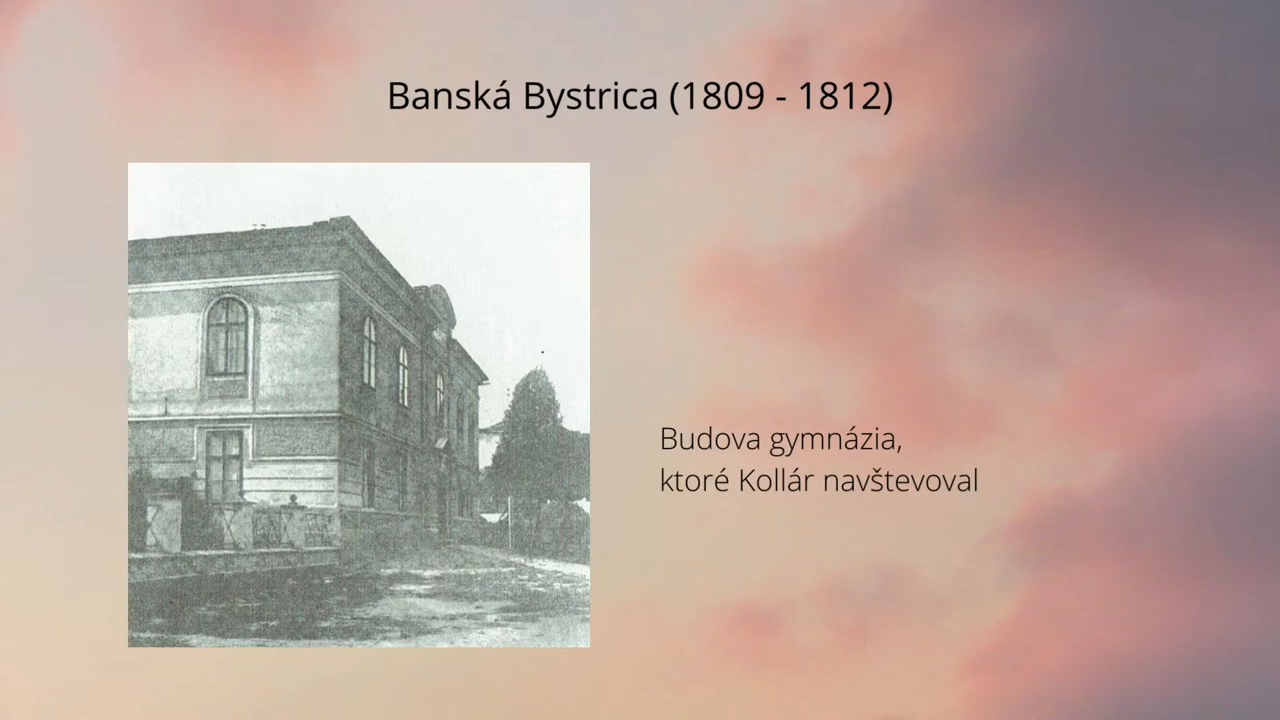 Banská Bystrica (1809 - 1812)
Budova gymnázia,
ktoré Kollár navštevoval